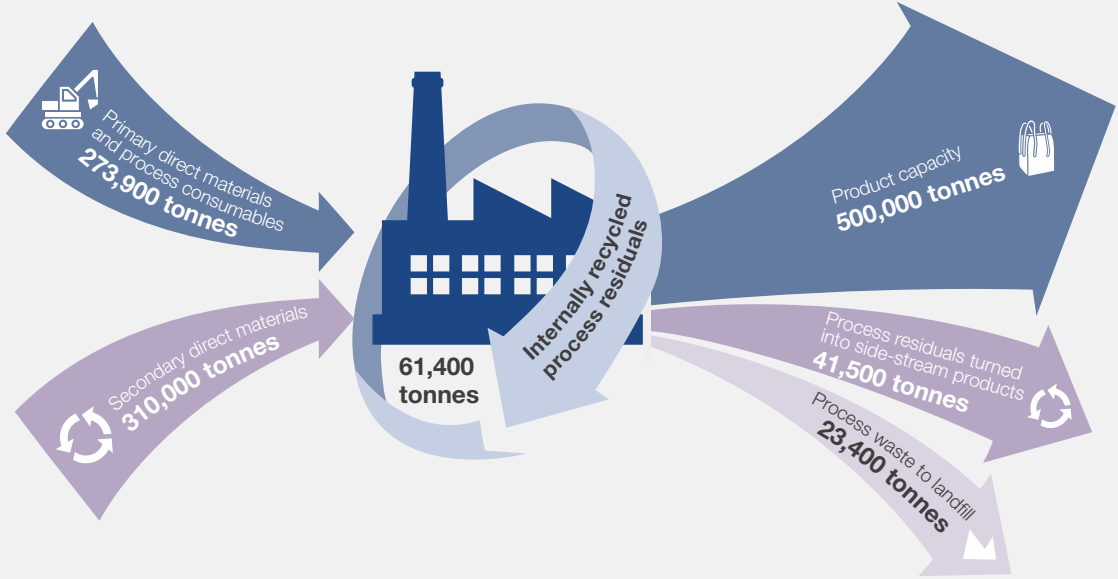 Primary direct materials
and process consumables
273,900 tonnes
Secondary direct materials
310,000 tonnes
61,400
tonnes
Internally recycled
process residuals
Product capacity
500,000 tonnes
Process residuals turned
into side-stream products
41,500 tonnes
Process waste to landfill
23,400 tonnes